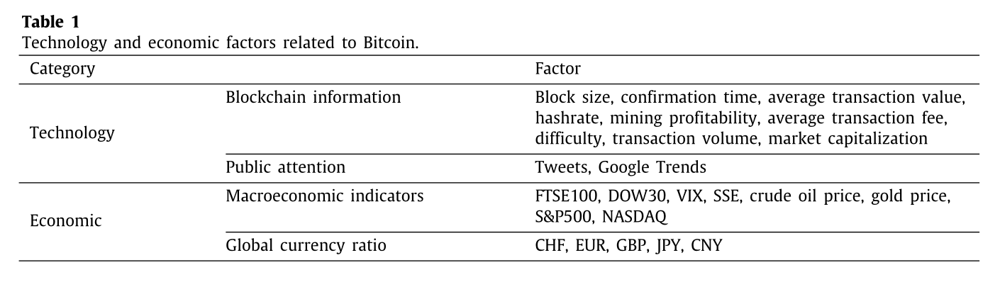 Table 1
Technology and economic factors related to Bitcoin.
Category Factor
Technology
Blockchain information
Block size, confirmation time, average transaction value,
hashrate, mining profitability, average transaction fee,
difficulty, transaction volume, market capitalization
Public attention
Tweets, Google Trends
Economic
Macroeconomic indicators
FTSE100, DOW30, VIX, SSE, crude oil price, gold price,
S&P500, NASDAQ
Global currency ratio
CHF, EUR, GBP, JPY, CNY